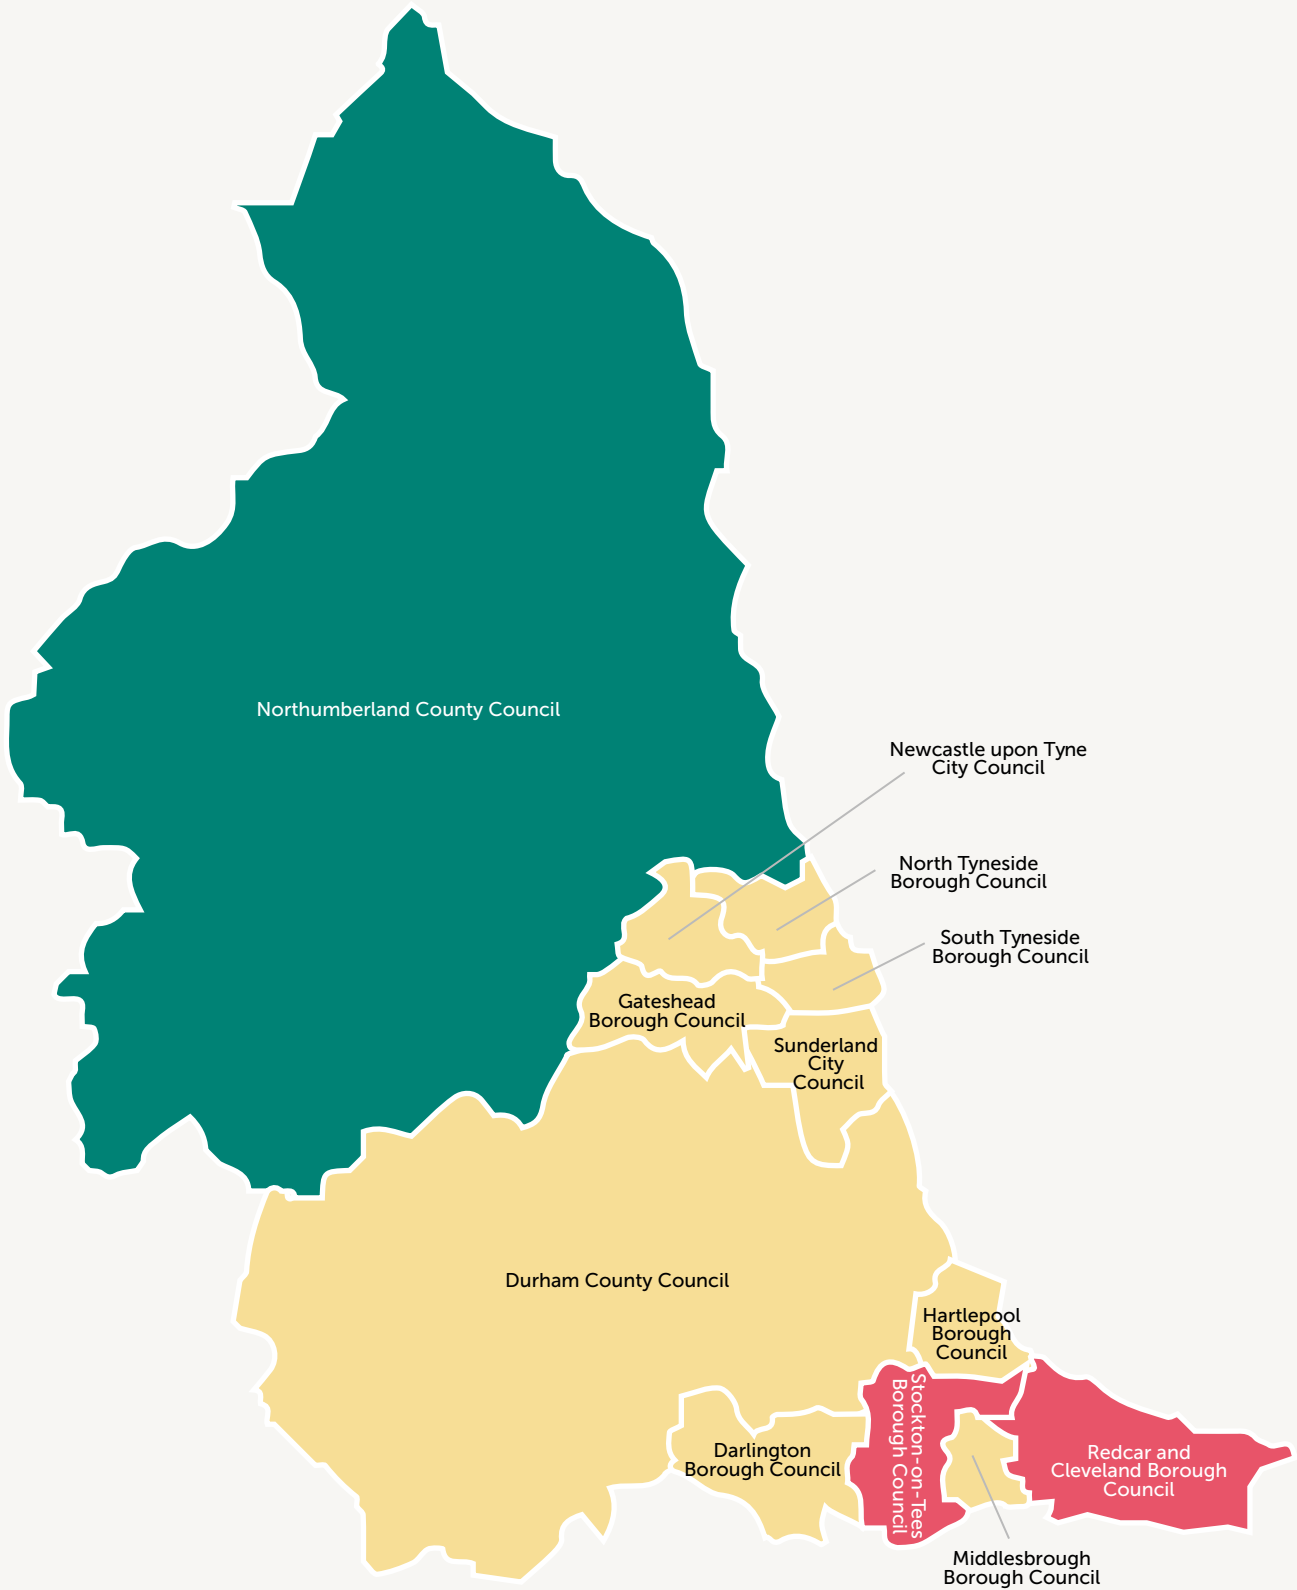 Northumberland County Council
Newcastle upon Tyne
City Council
North Tyneside
Borough Council
South Tyneside
Borough Council
Gateshead
Borough Council
Sunderland
City
Council
Durham County Council
Hartlepool
Borough
Council
Stockton-on-Tees
Borough Council
Darlington
Borough Council
Redcar and
Cleveland Borough
Council
Middlesbrough
Borough Council